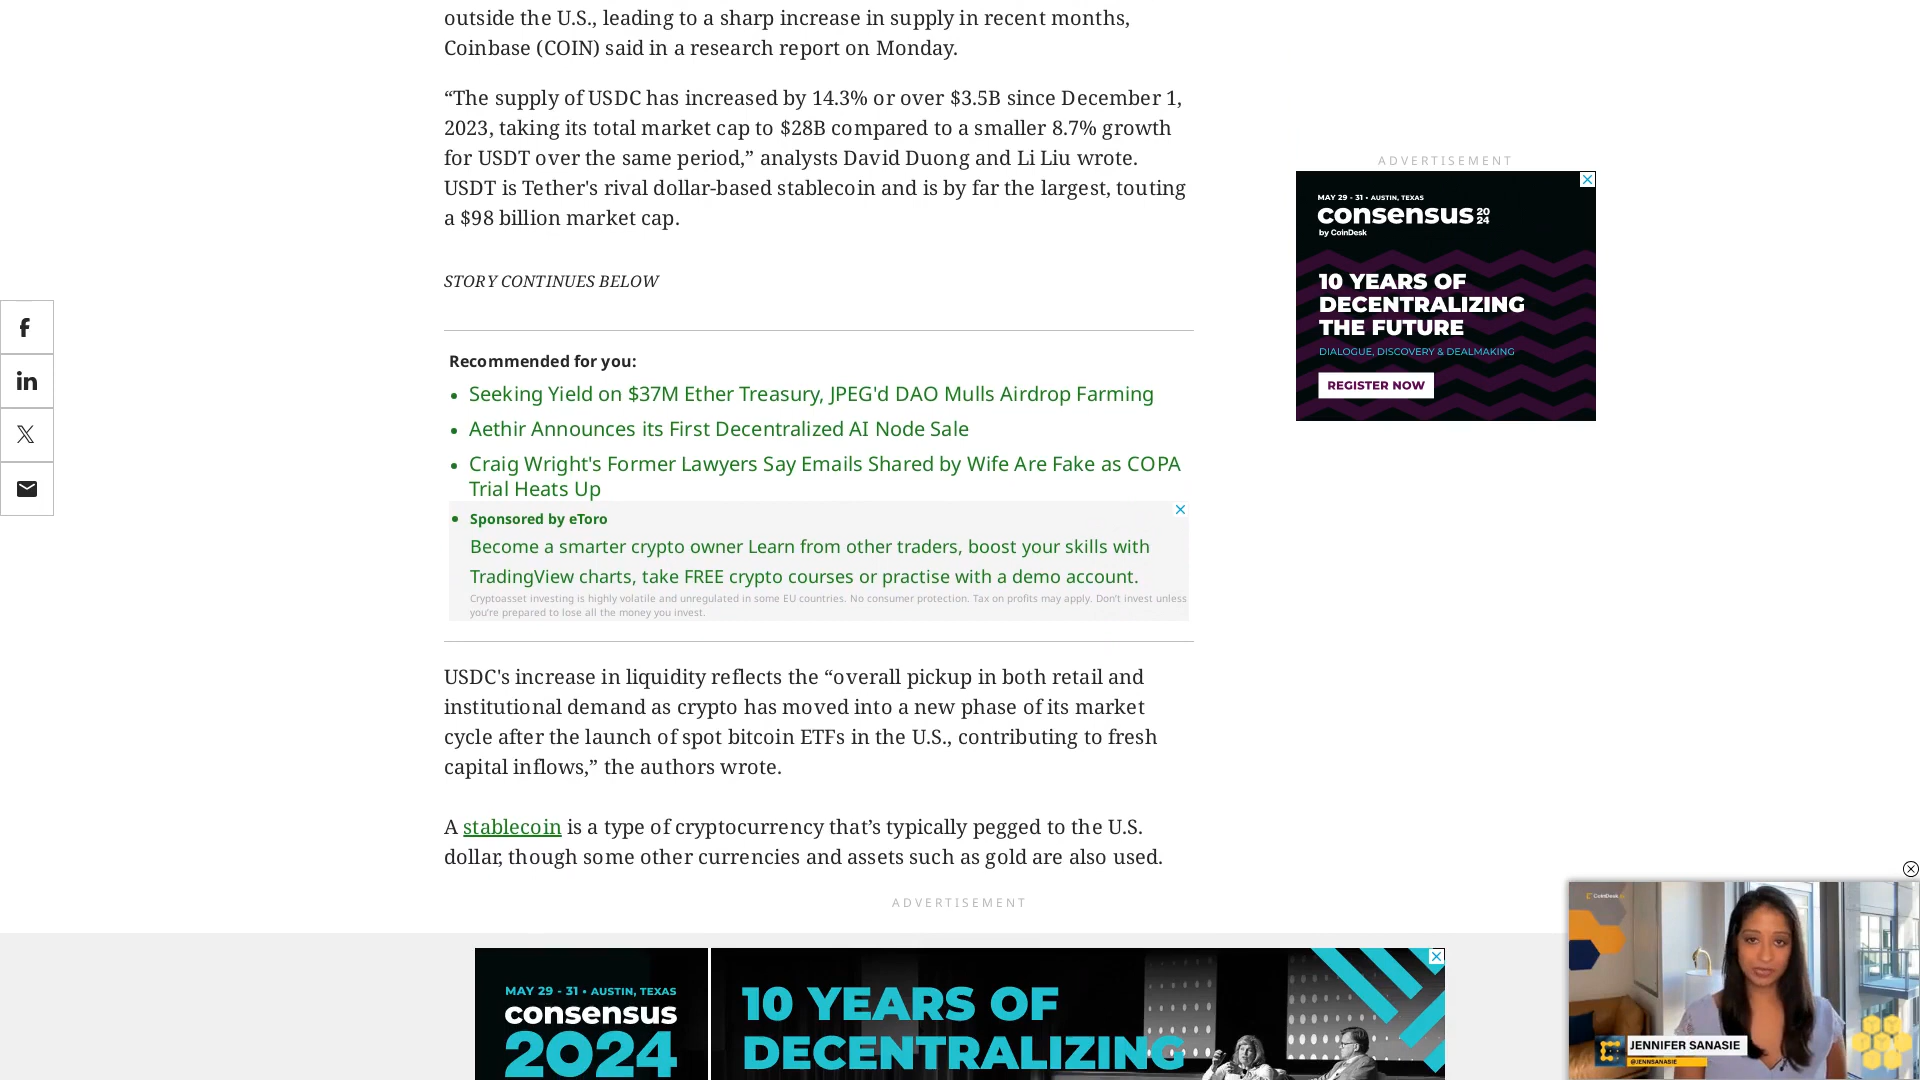 outside the U.S., leading to a sharp increase in supply in recent months,
Coinbase (COIN) said in a research report on Monday.
“The supply of USDC has increased by 14.3% or over $3.5B since December 1,
2023, taking its total market cap to $28B compared to a smaller 8.7% growth
for USDT over the same period,” analysts David Duong and Li Liu wrote.
USDT is Tether's rival dollar-based stablecoin and is by far the largest, touting
a $98 billion market cap.
STORY CONTINUES BELOW
Recommended for you:
• Seeking Yield on $37M Ether Treasury, JPEG'd DAO Mulls Airdrop Farming
• Aethir Announces its First Decentralized AI Node Sale
• Craig Wright's Former Lawyers Say Emails Shared by Wife Are Fake as COPA
Trial Heats Up
• Sponsored by eToro
Become a smarter crypto owner Learn from other traders, boost your skills with
TradingView charts, take FREE crypto courses or practise with a demo account.
Cryptoasset investing is highly volatile and unregulated in some EU countries. No consumer protection. Tax on profits may apply. Don’t invest unless
you’re prepared to lose all the money you invest.
USDC's increase in liquidity reflects the “overall pickup in both retail and
institutional demand as crypto has moved into a new phase of its market
cycle after the launch of spot bitcoin ETFs in the U.S., contributing to fresh
capital inflows,” the authors wrote.
A stablecoin is a type of cryptocurrency that’s typically pegged to the U.S.
dollar, though some other currencies and assets such as gold are also used.
ADVERTISEMENT
MAY 29 - 31 • AUSTIN, TEXAS
consensus 2024
by CoinDesk
10 YEARS OF
DECENTRALIZING
THE FUTURE
DIALOGUE, DISCOVERY & DEALMAKING
REGISTER NOW
ADVERTISEMENT
MAY 29 - 31 • AUSTIN, TEXAS
consensus
2024
10 YEARS OF
DECENTRALIZING
CoinDesk
JENNIFER SANASIE
@JENNSANASIE